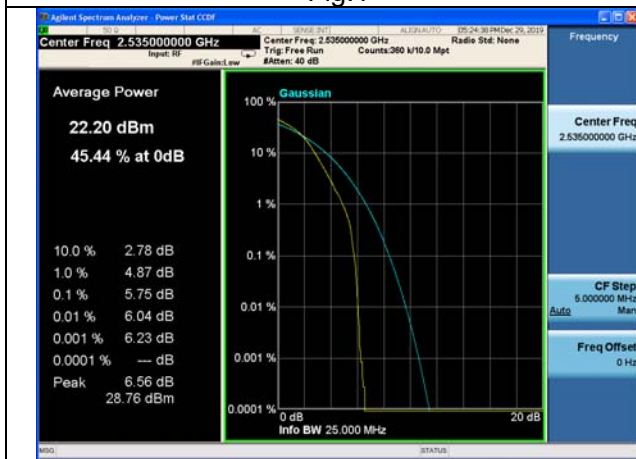 Agilent Spectrum Analyzer - Power Stat CCDF
50 Ω AC SENSE:INT ALIGNAUTO 05:24:38 PM Dec 29, 2019
Center Freq 2.535000000 GHz
Input: RF
#IFGain:Low
Center Freq: 2.535000000 GHz
Radio Std: None
Trig: Free Run Counts:360 k/10.0 Mpt
#Atten: 40 dB
Frequency
Average Power
22.20 dBm
45.44 % at 0dB
10.0 % 2.78 dB
1.0 % 4.87 dB
0.1 % 5.75 dB
0.01 % 6.04 dB
0.001 % 6.23 dB
0.0001 % --- dB
Peak 6.56 dB
28.76 dBm
Gaussian
100 %
10 %
1 %
0.1 %
0.01 %
0.001 %
0.0001 %
0 dB
20 dB
Info BW 25.000 MHz
Center Freq
2.535000000 GHz
CF Step
5.000000 MHz
Auto Man
Freq Offset
0 Hz
MSG
STATUS